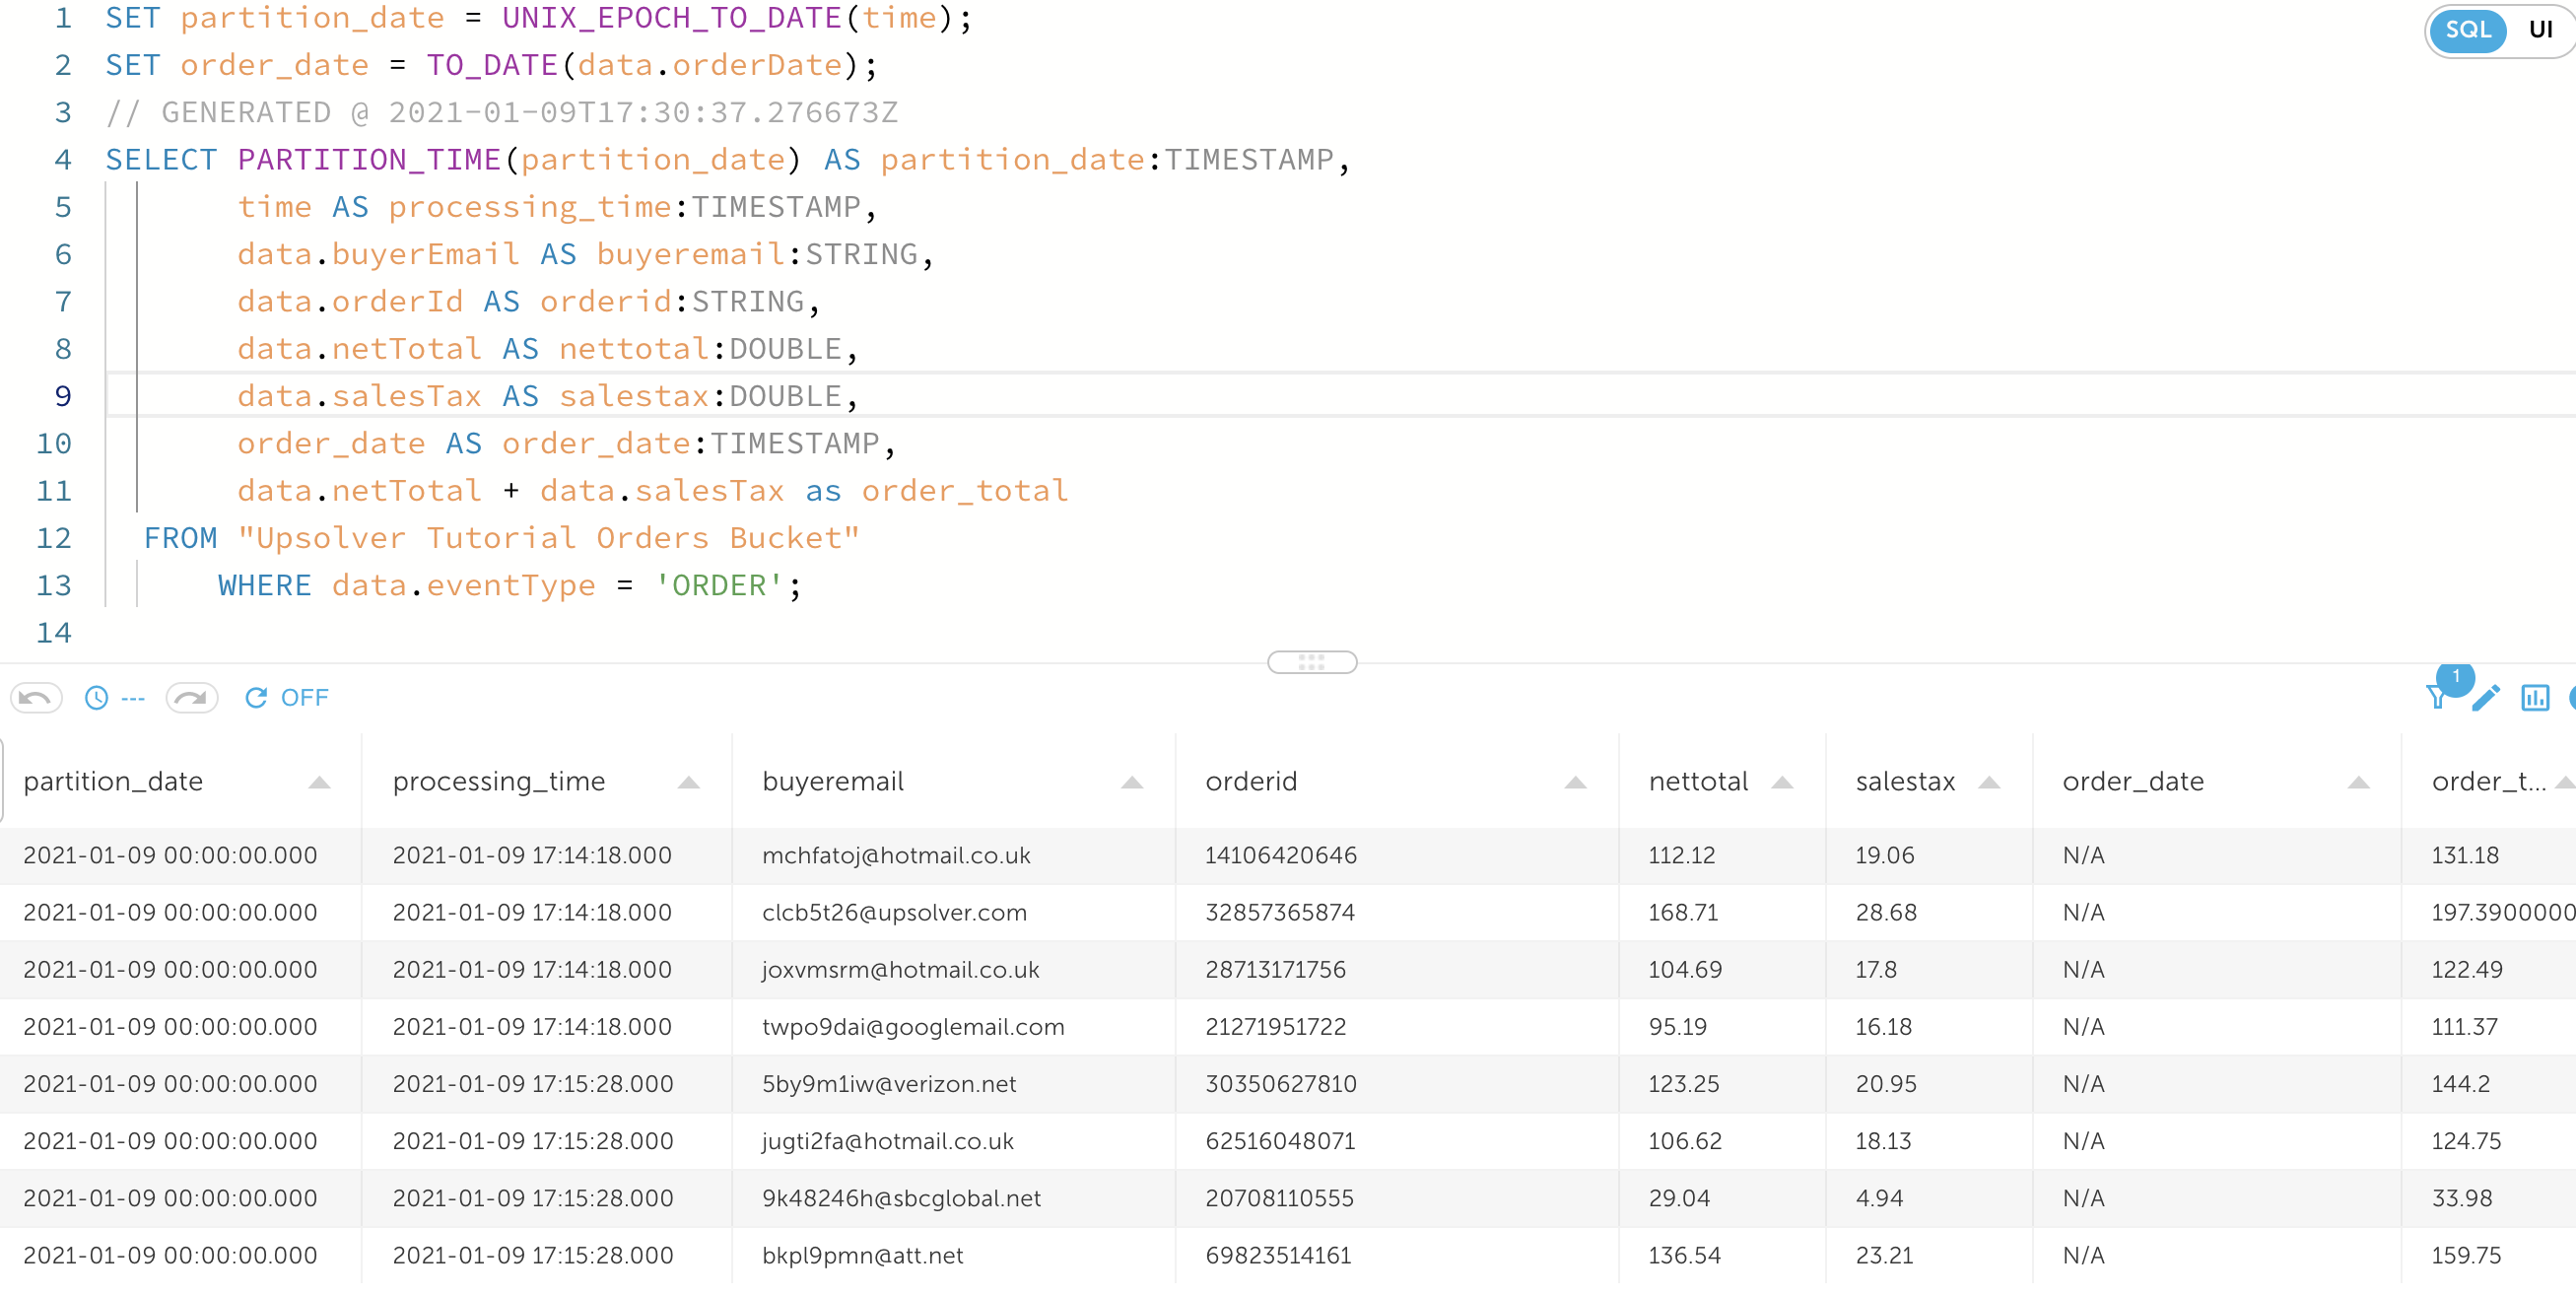 1 SET partition_date = UNIX_EPOCH_TO_DATE(time);
SQL UI
2 SET order_date = TO_DATE(data.orderDate);
3 // GENERATED @ 2021-01-09T17:30:37.276673Z
4 SELECT PARTITION_TIME(partition_date) AS partition_date:TIMESTAMP,
5 time AS processing_time:TIMESTAMP,
6 data.buyerEmail AS buyeremail:STRING,
7 data.orderId AS orderid:STRING,
8 data.netTotal AS nettotal:DOUBLE,
9 data.salesTax AS salestax:DOUBLE,
10 order_date AS order_date:TIMESTAMP,
11 data.netTotal + data.salesTax as order_total
12 FROM "Upsolver Tutorial Orders Bucket"
13 WHERE data.eventType = 'ORDER';
14
--- OFF 1
partition_date processing_time buyeremail orderid nettotal salestax order_date order_t...
2021-01-09 00:00:00.000 2021-01-09 17:14:18.000 mchfatoj@hotmail.co.uk 14106420646 112.12 19.06 N/A 131.18
2021-01-09 00:00:00.000 2021-01-09 17:14:18.000 clcb5t26@upsolver.com 32857365874 168.71 28.68 N/A 197.3900000
2021-01-09 00:00:00.000 2021-01-09 17:14:18.000 joxvmsrm@hotmail.co.uk 28713171756 104.69 17.8 N/A 122.49
2021-01-09 00:00:00.000 2021-01-09 17:14:18.000 twpo9dai@googlemail.com 21271951722 95.19 16.18 N/A 111.37
2021-01-09 00:00:00.000 2021-01-09 17:15:28.000 5by9m1iw@verizon.net 30350627810 123.25 20.95 N/A 144.2
2021-01-09 00:00:00.000 2021-01-09 17:15:28.000 jugti2fa@hotmail.co.uk 62516048071 106.62 18.13 N/A 124.75
2021-01-09 00:00:00.000 2021-01-09 17:15:28.000 9k48246h@sbcglobal.net 20708110555 29.04 4.94 N/A 33.98
2021-01-09 00:00:00.000 2021-01-09 17:15:28.000 bkpl9pmn@att.net 69823514161 136.54 23.21 N/A 159.75